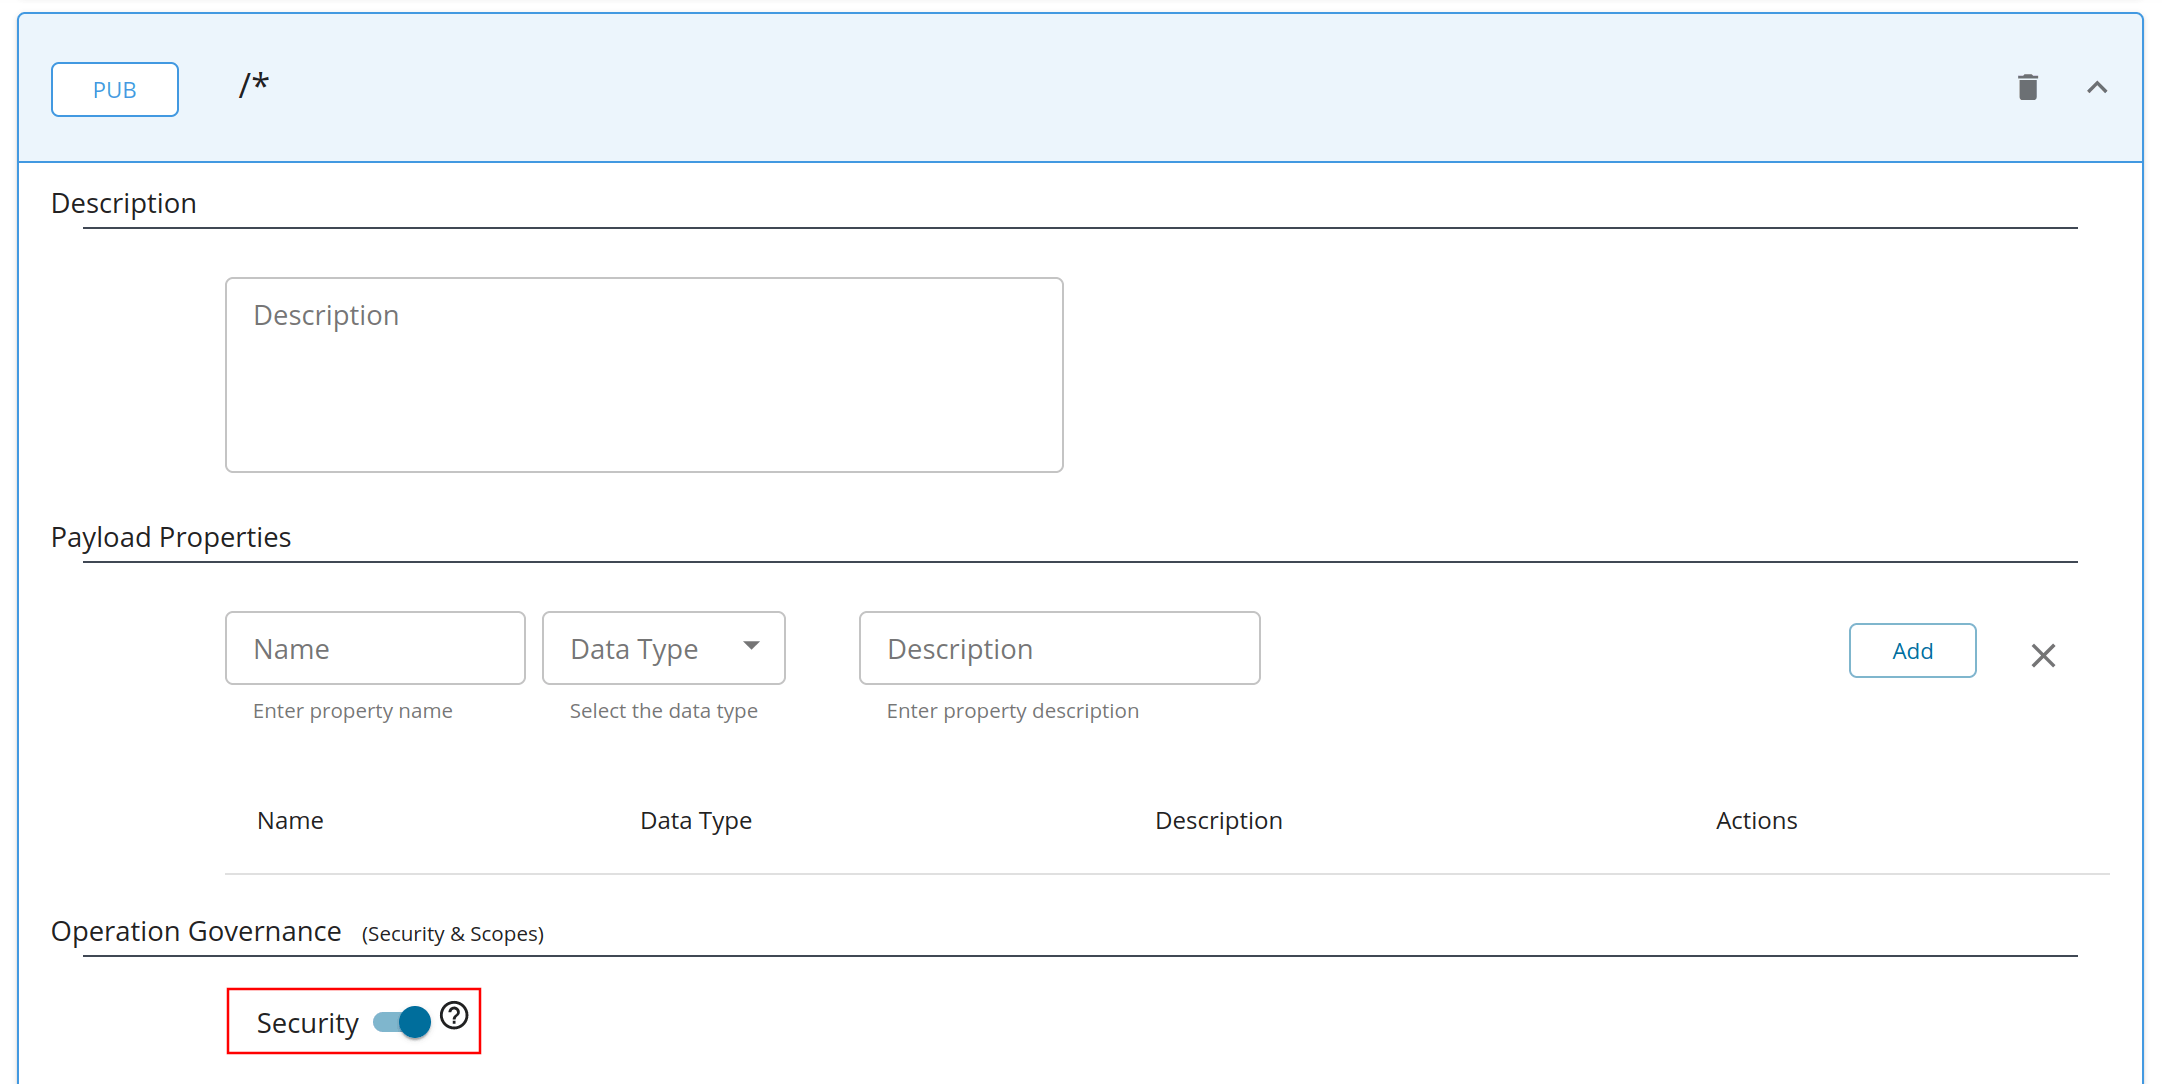 PUB /*
Description
Description
Payload Properties
Name Data Type Description Add
Enter property name Select the data type Enter property description
Name Data Type Description Actions
Operation Governance (Security & Scopes)
Security